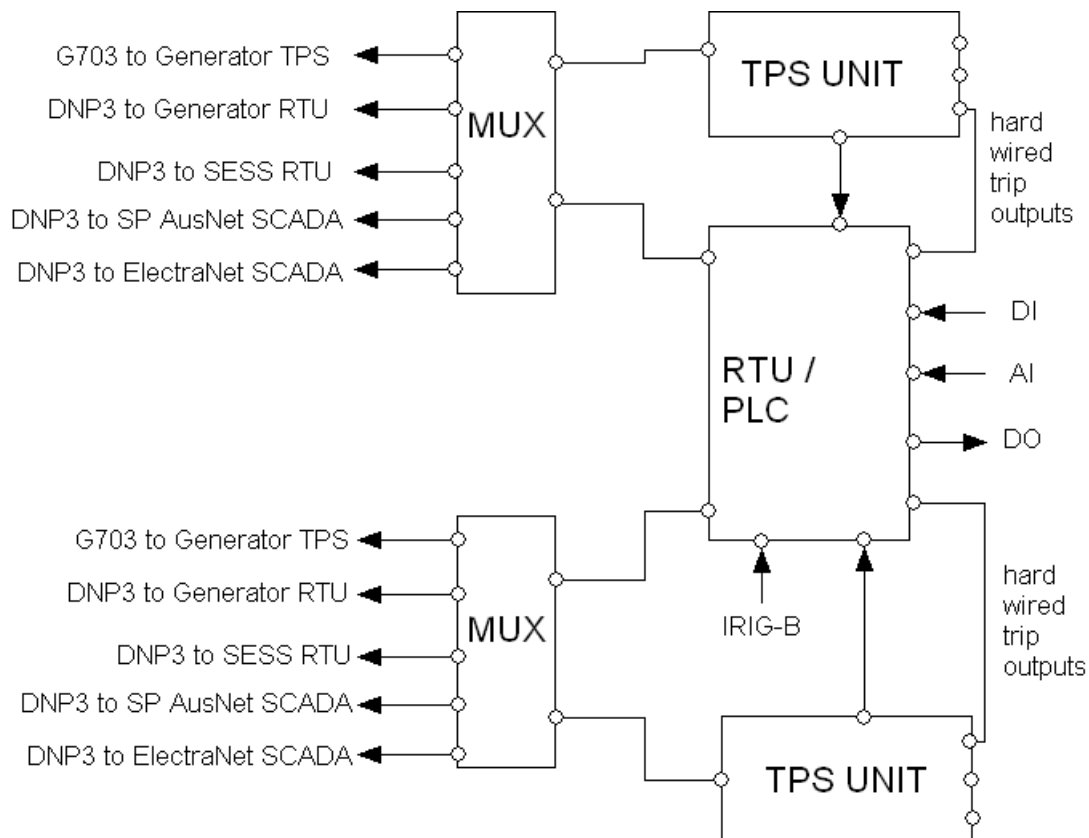 G703 to Generator TPS
DNP3 to Generator RTU
DNP3 to SESS RTU
DNP3 to SP AusNet SCADA
DNP3 to ElectraNet SCADA
MUX
TPS UNIT
hard
wired
trip
outputs
RTU /
PLC
DI
AI
DO
IRIG-B
G703 to Generator TPS
DNP3 to Generator RTU
DNP3 to SESS RTU
DNP3 to SP AusNet SCADA
DNP3 to ElectraNet SCADA
MUX
hard
wired
trip
outputs
TPS UNIT